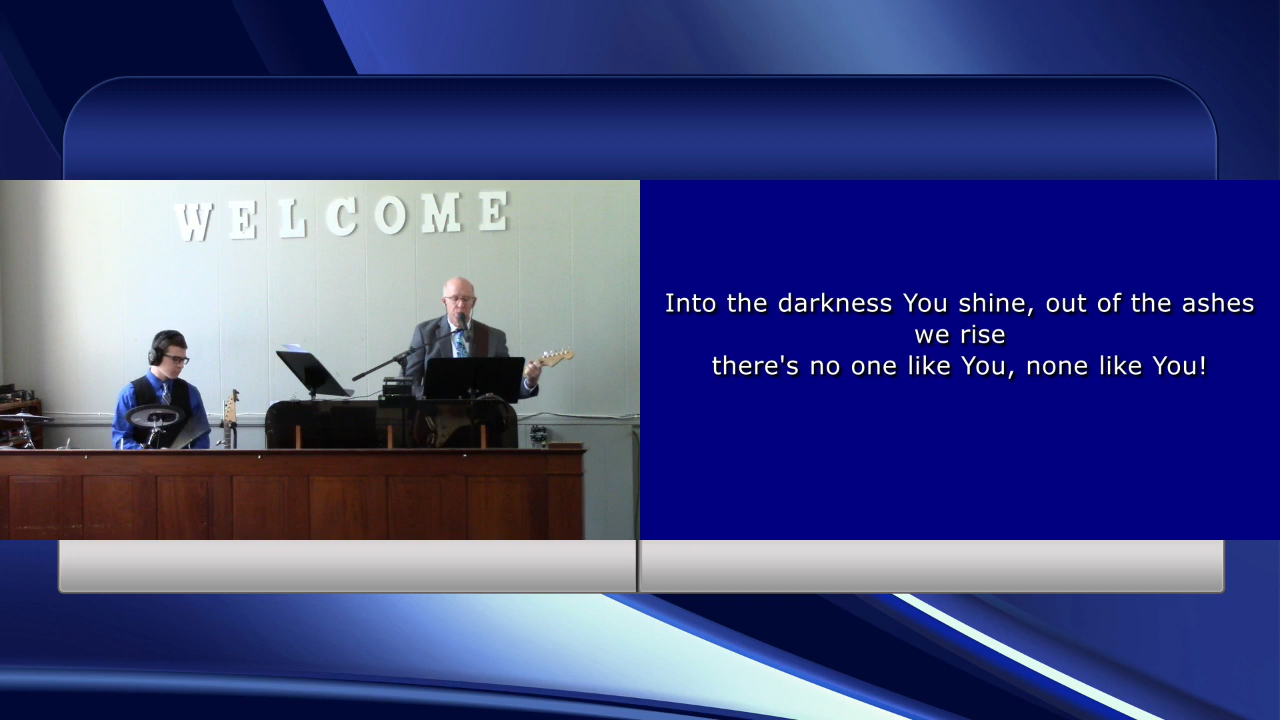 WELCOME
Into the darkness You shine, out of the ashes
we rise
there's no one like You, none like You!